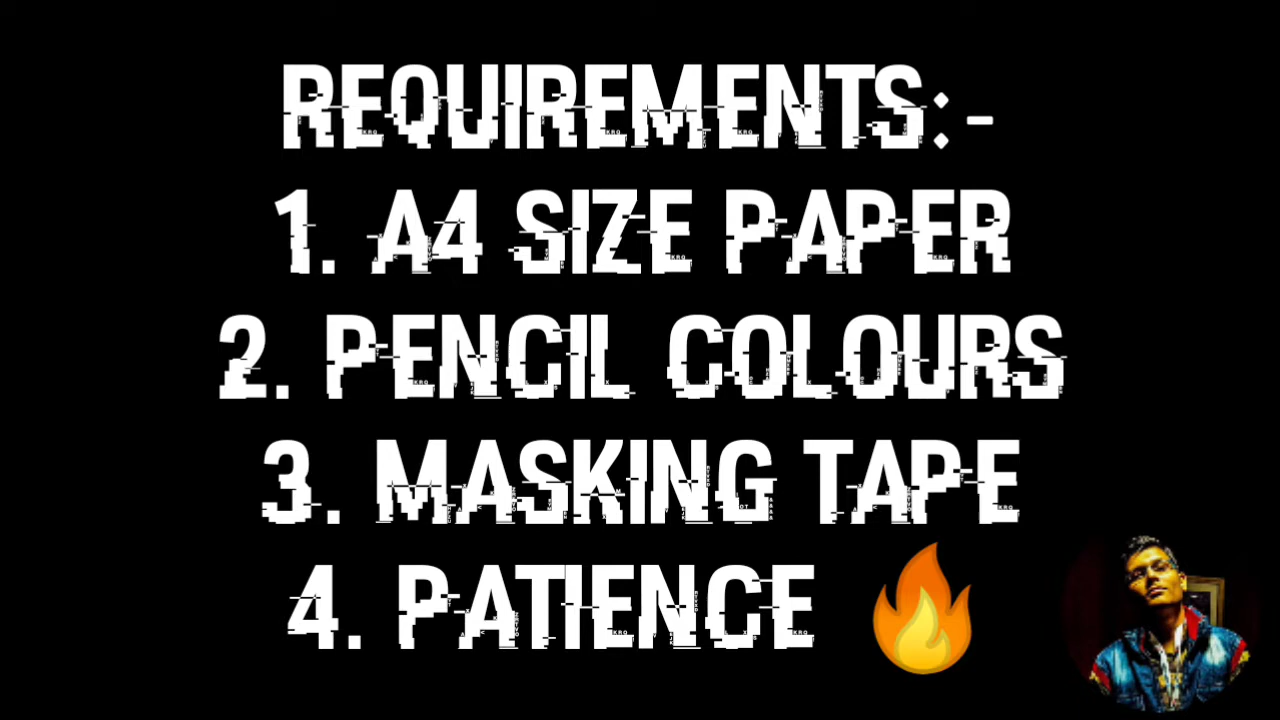 REQUIREMENTS:-
1. A4 SIZE PAPER
2. PENCIL COLOURS
3. MASKING TAPE
4. PATIENCE 🔥